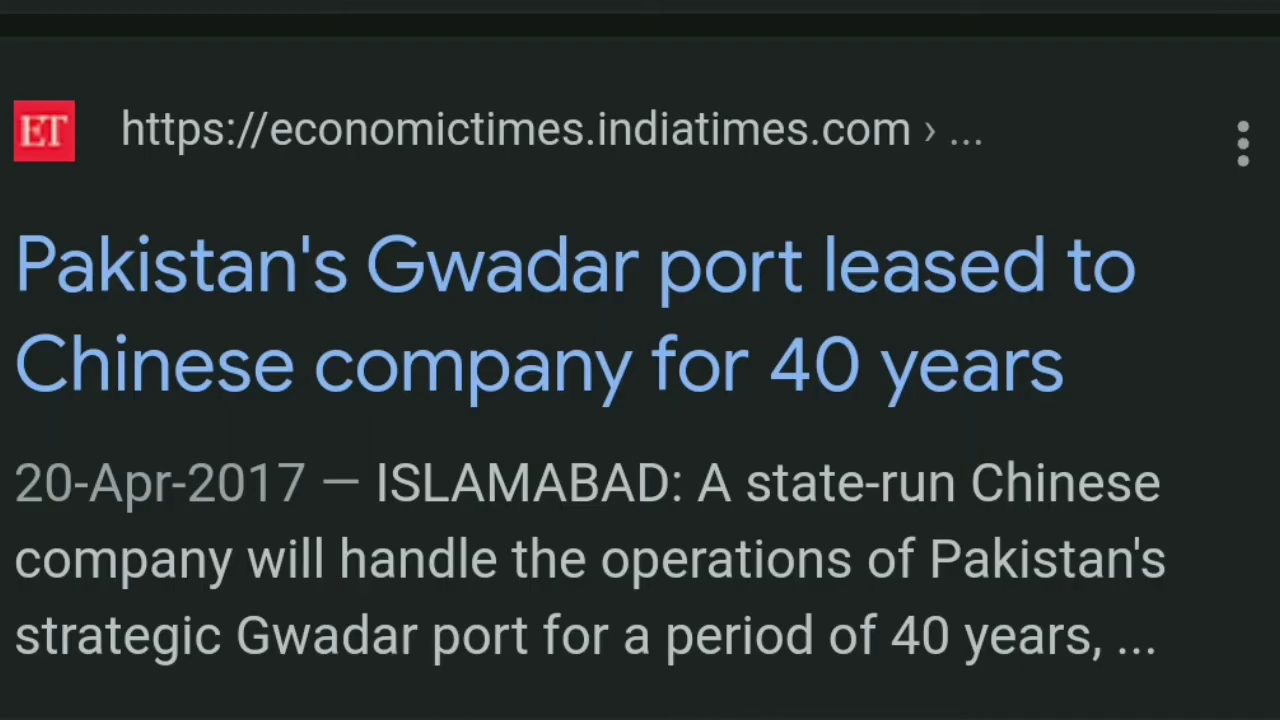 ET https://economictimes.indiatimes.com › ...
Pakistan's Gwadar port leased to
Chinese company for 40 years
20-Apr-2017 — ISLAMABAD: A state-run Chinese
company will handle the operations of Pakistan's
strategic Gwadar port for a period of 40 years, ...